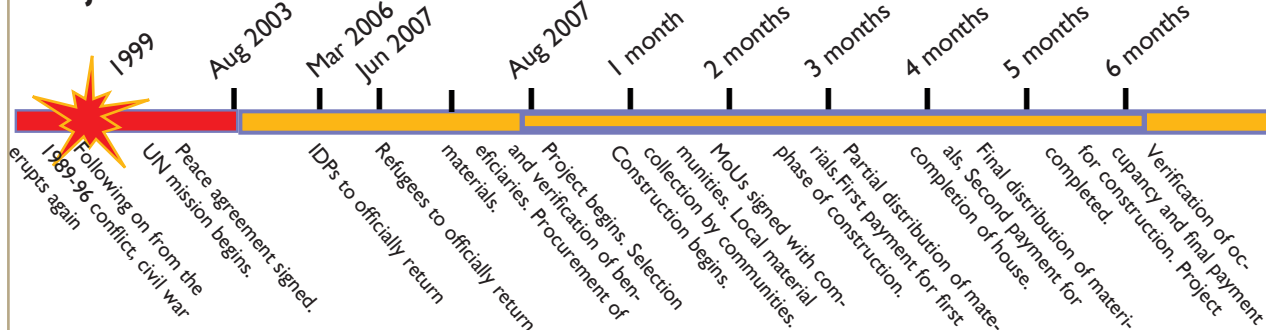 1999
Aug 2003
Mar 2006
Jun 2007
Aug 2007
1 month
2 months
3 months
4 months
5 months
6 months
Following on from the
1989-96 conflict, civil war
erupts again
Peace agreement signed.
UN mission begins.
IDPs to officially return
Refugees to officially return
Project begins. Selection
and verification of ben-
eficiaries. Procurement of
materials.
MoUs signed with com-
munities. Local material
collection by communities.
Construction begins.
Partial distribution of mate-
rials.First payment for first
phase of construction.
Final distribution of materi-
als, Second payment for
completion of house.
Verification of oc-
cupancy and final payment
for construction. Project
completed.